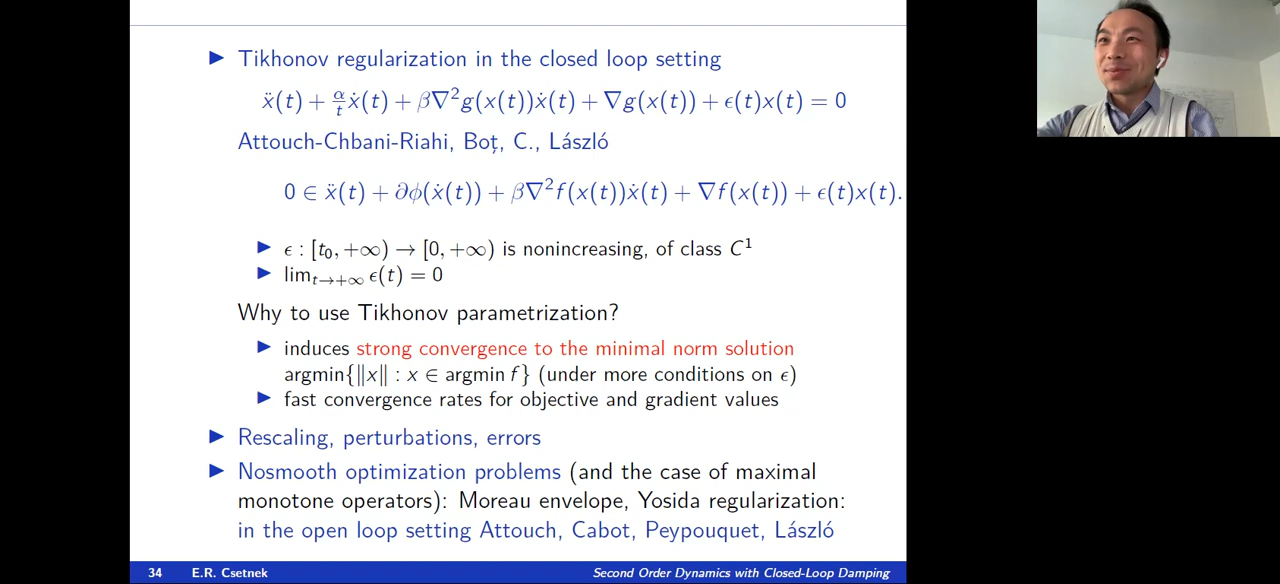 ▶ Tikhonov regularization in the closed loop setting
ẍ(t) + α/t ẋ(t) + β∇²g(x(t))ẋ(t) + ∇g(x(t)) + ϵ(t)x(t) = 0
Attouch-Chbani-Riahi, Boţ, C., László
0 ∈ ẍ(t) + ∂ϕ(ẋ(t)) + β∇²f(x(t))ẋ(t) + ∇f(x(t)) + ϵ(t)x(t).
▶ ϵ : [t₀, +∞) → [0, +∞) is nonincreasing, of class C¹
▶ lim_{t→+∞} ϵ(t) = 0
Why to use Tikhonov parametrization?
▶ induces strong convergence to the minimal norm solution
argmin{‖x‖ : x ∈ argmin f} (under more conditions on ϵ)
▶ fast convergence rates for objective and gradient values
▶ Rescaling, perturbations, errors
▶ Nosmooth optimization problems (and the case of maximal
monotone operators): Moreau envelope, Yosida regularization:
in the open loop setting Attouch, Cabot, Peypouquet, László
34 E.R. Csetnek Second Order Dynamics with Closed-Loop Damping